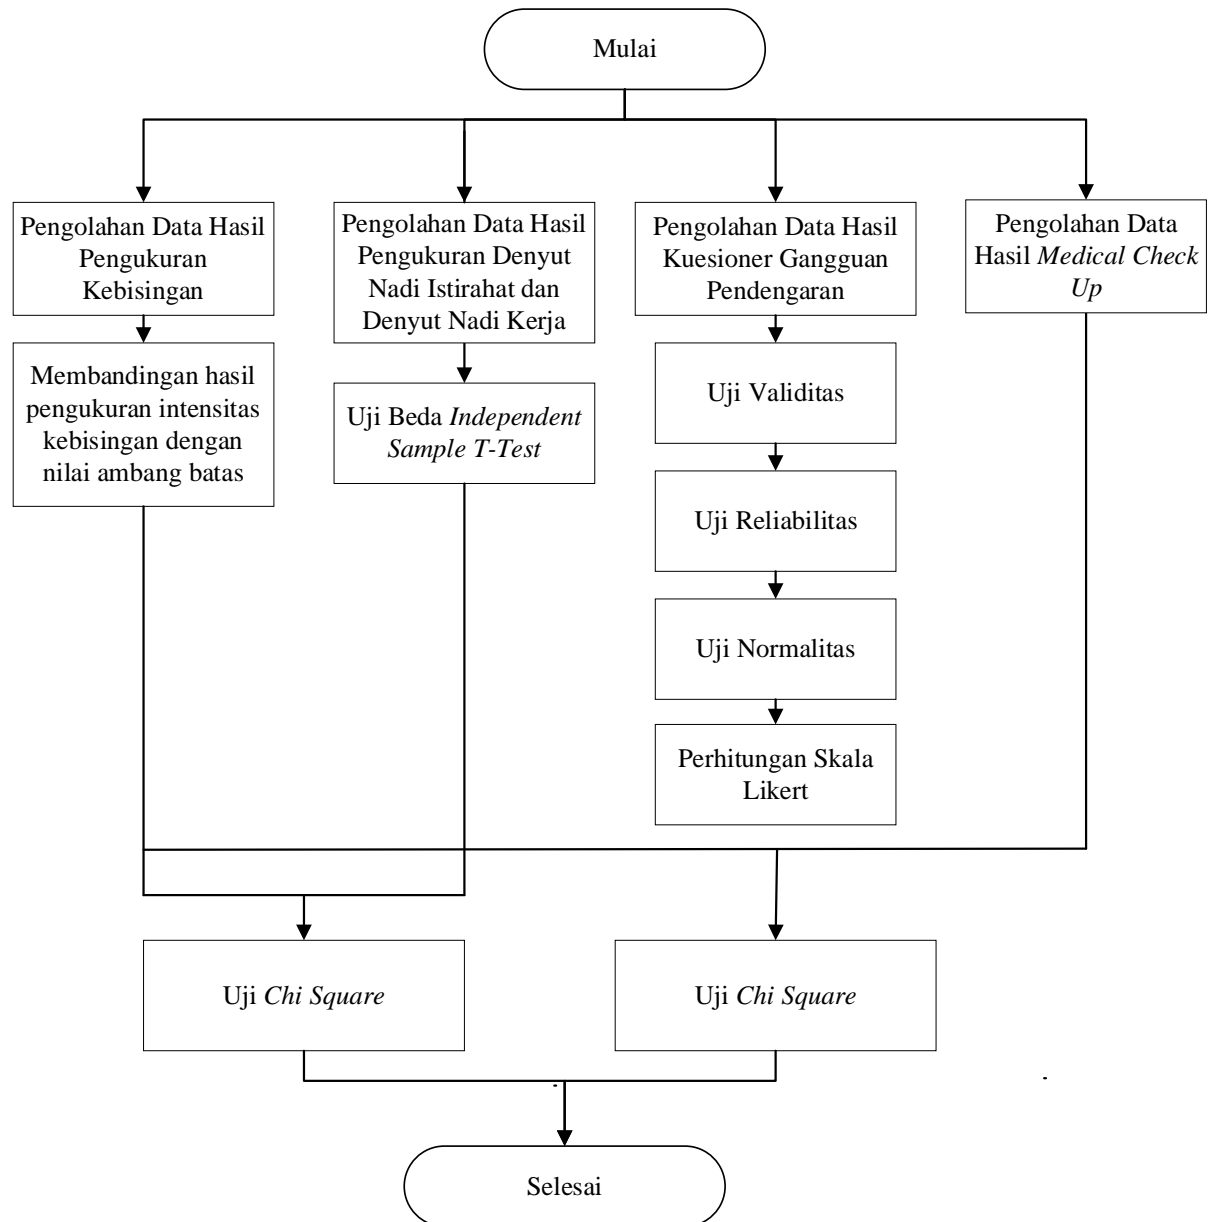 Mulai
Pengolahan Data Hasil
Pengukuran
Kebisingan
Pengolahan Data Hasil
Pengukuran Denyut
Nadi Istirahat dan
Denyut Nadi Kerja
Pengolahan Data Hasil
Kuesioner Gangguan
Pendengaran
Pengolahan Data
Hasil Medical Check
Up
Membandingan hasil
pengukuran intensitas
kebisingan dengan
nilai ambang batas
Uji Beda Independent
Sample T-Test
Uji Validitas
Uji Reliabilitas
Uji Normalitas
Perhitungan Skala
Likert
Uji Chi Square
Uji Chi Square
Selesai